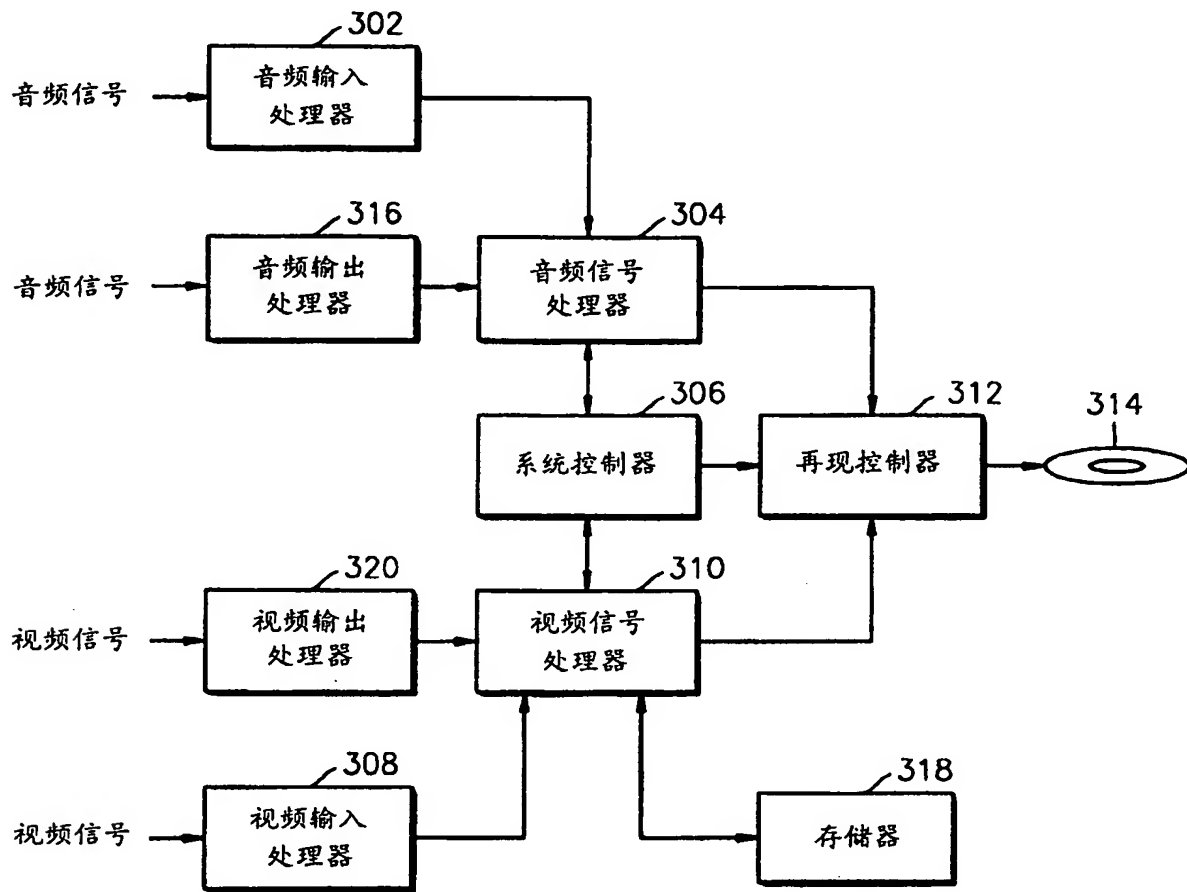 302
音频信号
音频输入
处理器
316
304
音频信号
音频输出
处理器
音频信号
处理器
306
312
314
系统控制器
再现控制器
320
310
视频信号
视频输出
处理器
视频信号
处理器
308
318
视频信号
视频输入
处理器
存储器